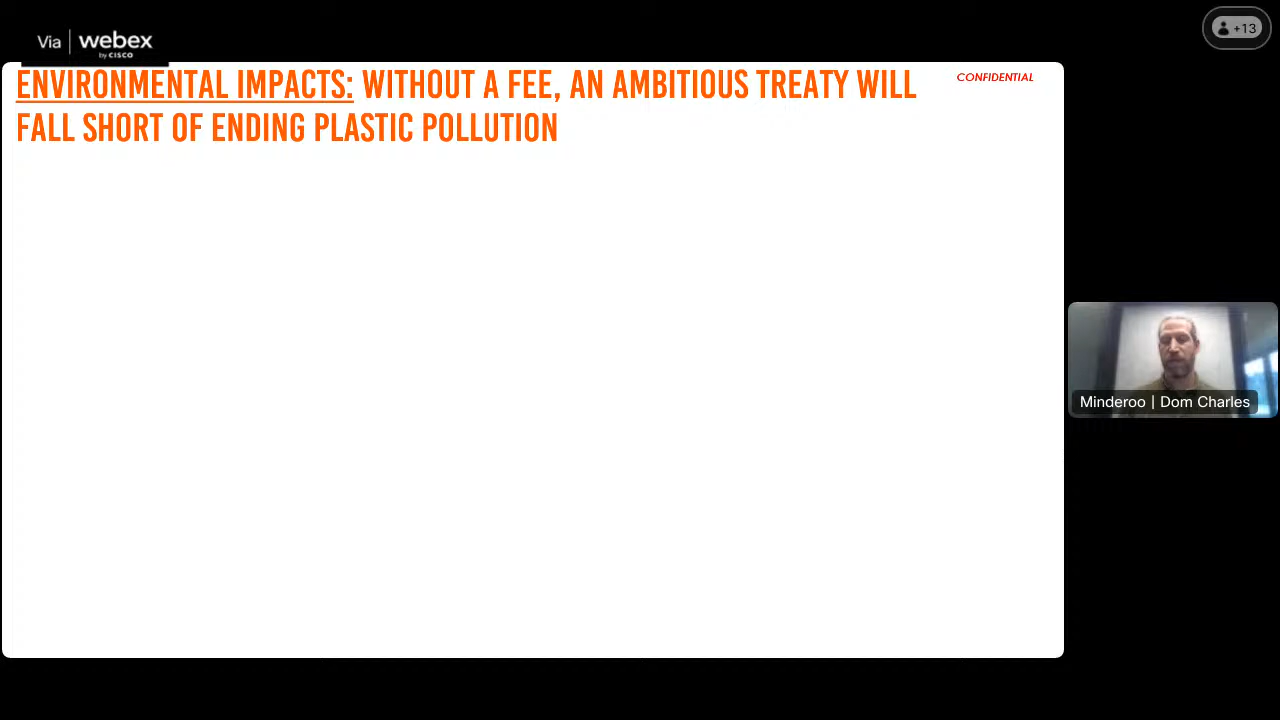 Via webex
by CISCO
+13
ENVIRONMENTAL IMPACTS: WITHOUT A FEE, AN AMBITIOUS TREATY WILL
FALL SHORT OF ENDING PLASTIC POLLUTION
CONFIDENTIAL
Minderoo | Dom Charles